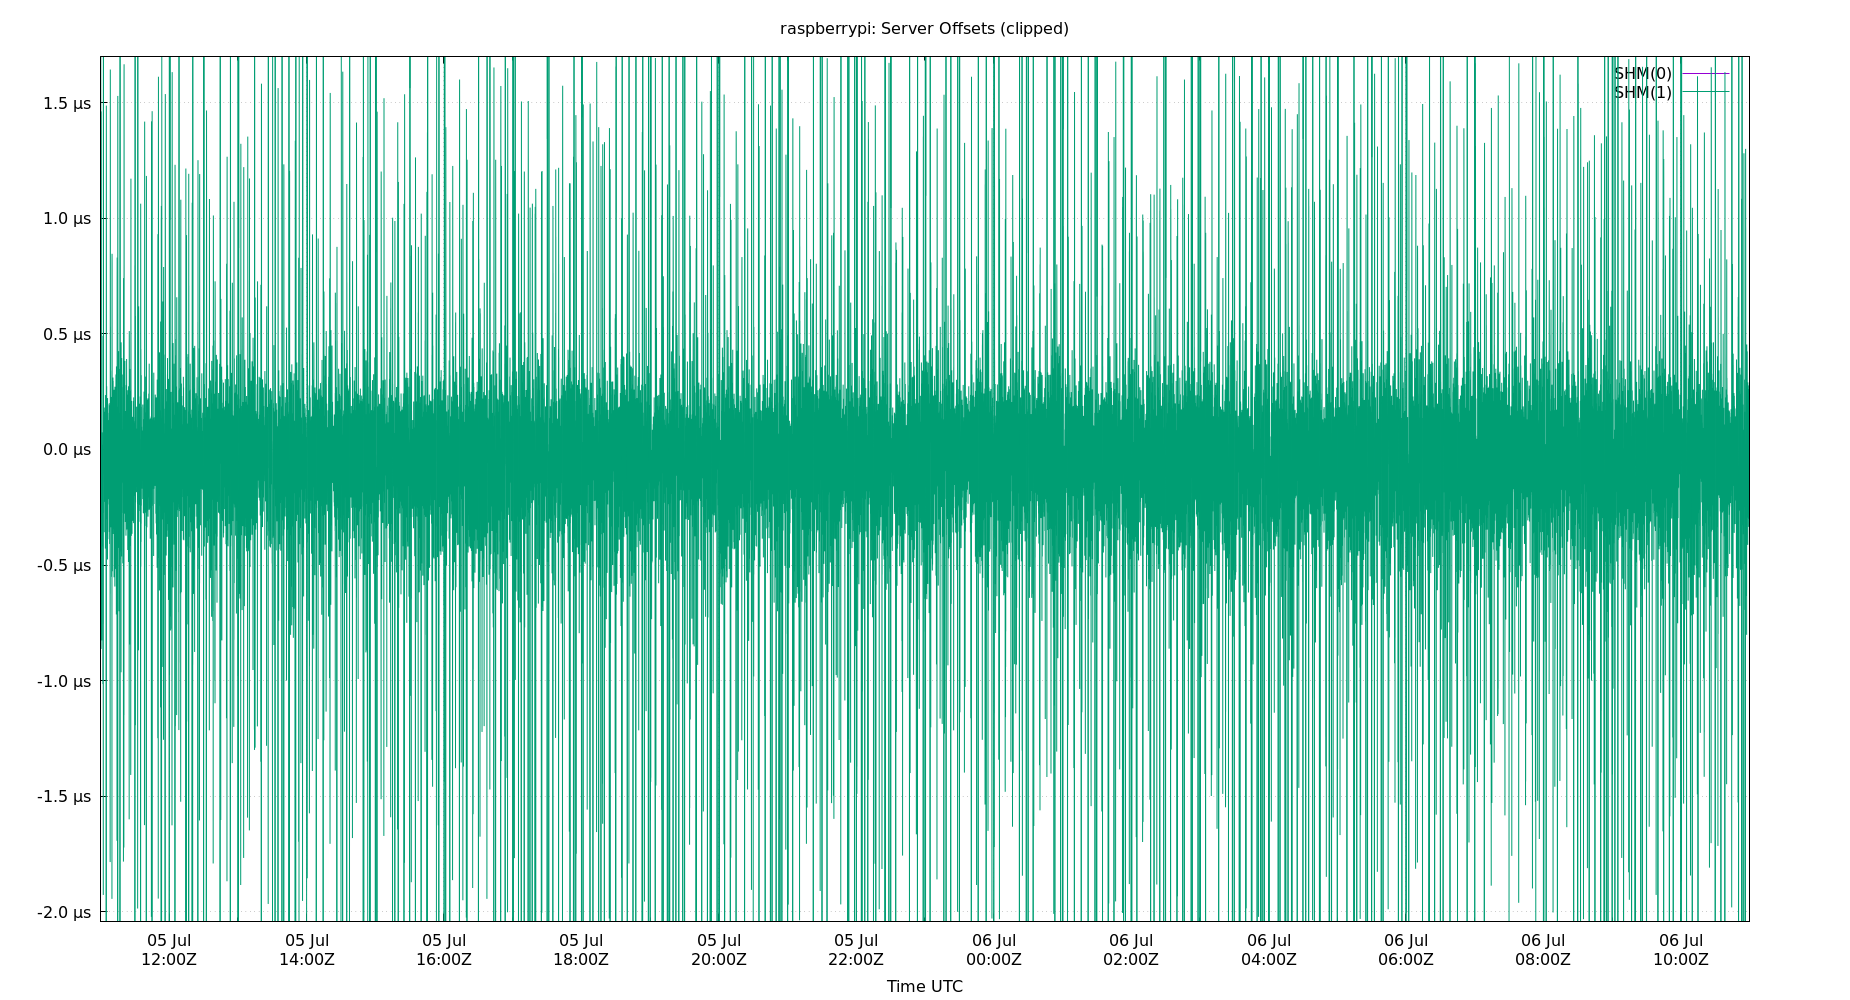 raspberrypi: Server Offsets (clipped)
SHM(0)
SHM(1)
1.5 µs
1.0 µs
0.5 µs
0.0 µs
-0.5 µs
-1.0 µs
-1.5 µs
-2.0 µs
05 Jul 05 Jul 05 Jul 05 Jul 05 Jul 05 Jul 06 Jul 06 Jul 06 Jul 06 Jul 06 Jul 06 Jul
12:00Z 14:00Z 16:00Z 18:00Z 20:00Z 22:00Z 00:00Z 02:00Z 04:00Z 06:00Z 08:00Z 10:00Z
Time UTC